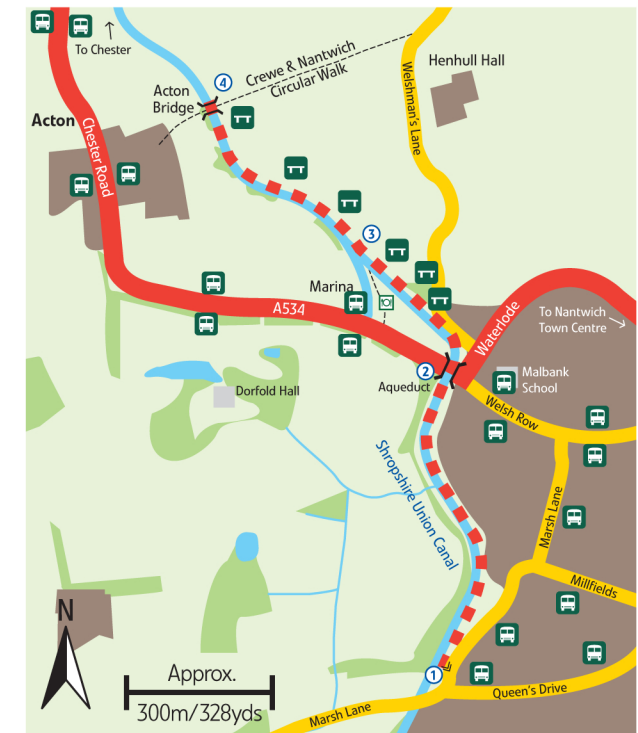 To Chester
4
Crewe & Nantwich
Circular Walk
Henhull Hall
Acton
Bridge
Welshman's Lane
Acton
Chester Road
3
Marina
A534
To Nantwich
Town Centre
Waterlode
2
Aqueduct
Malbank
School
Dorfold Hall
Welsh Row
Shropshire Union Canal
Marsh Lane
Millfields
N
Approx.
300m/328yds
1
Queen's Drive
Marsh Lane